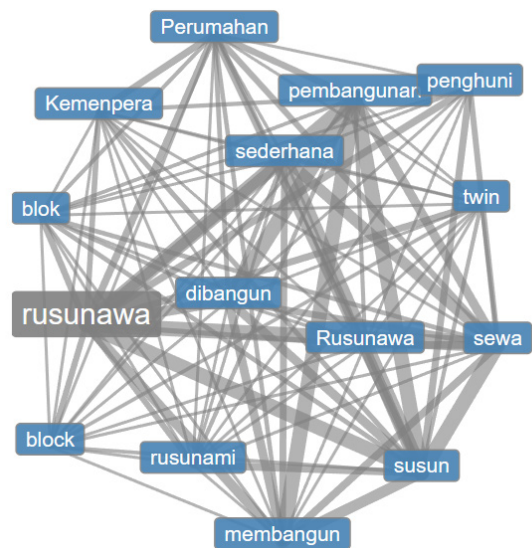 Perumahan
pembangunan
penghuni
Kemenpera
sederhana
blok
twin
dibangun
rusunawa
Rusunawa
sewa
block
rusunami
susun
membangun